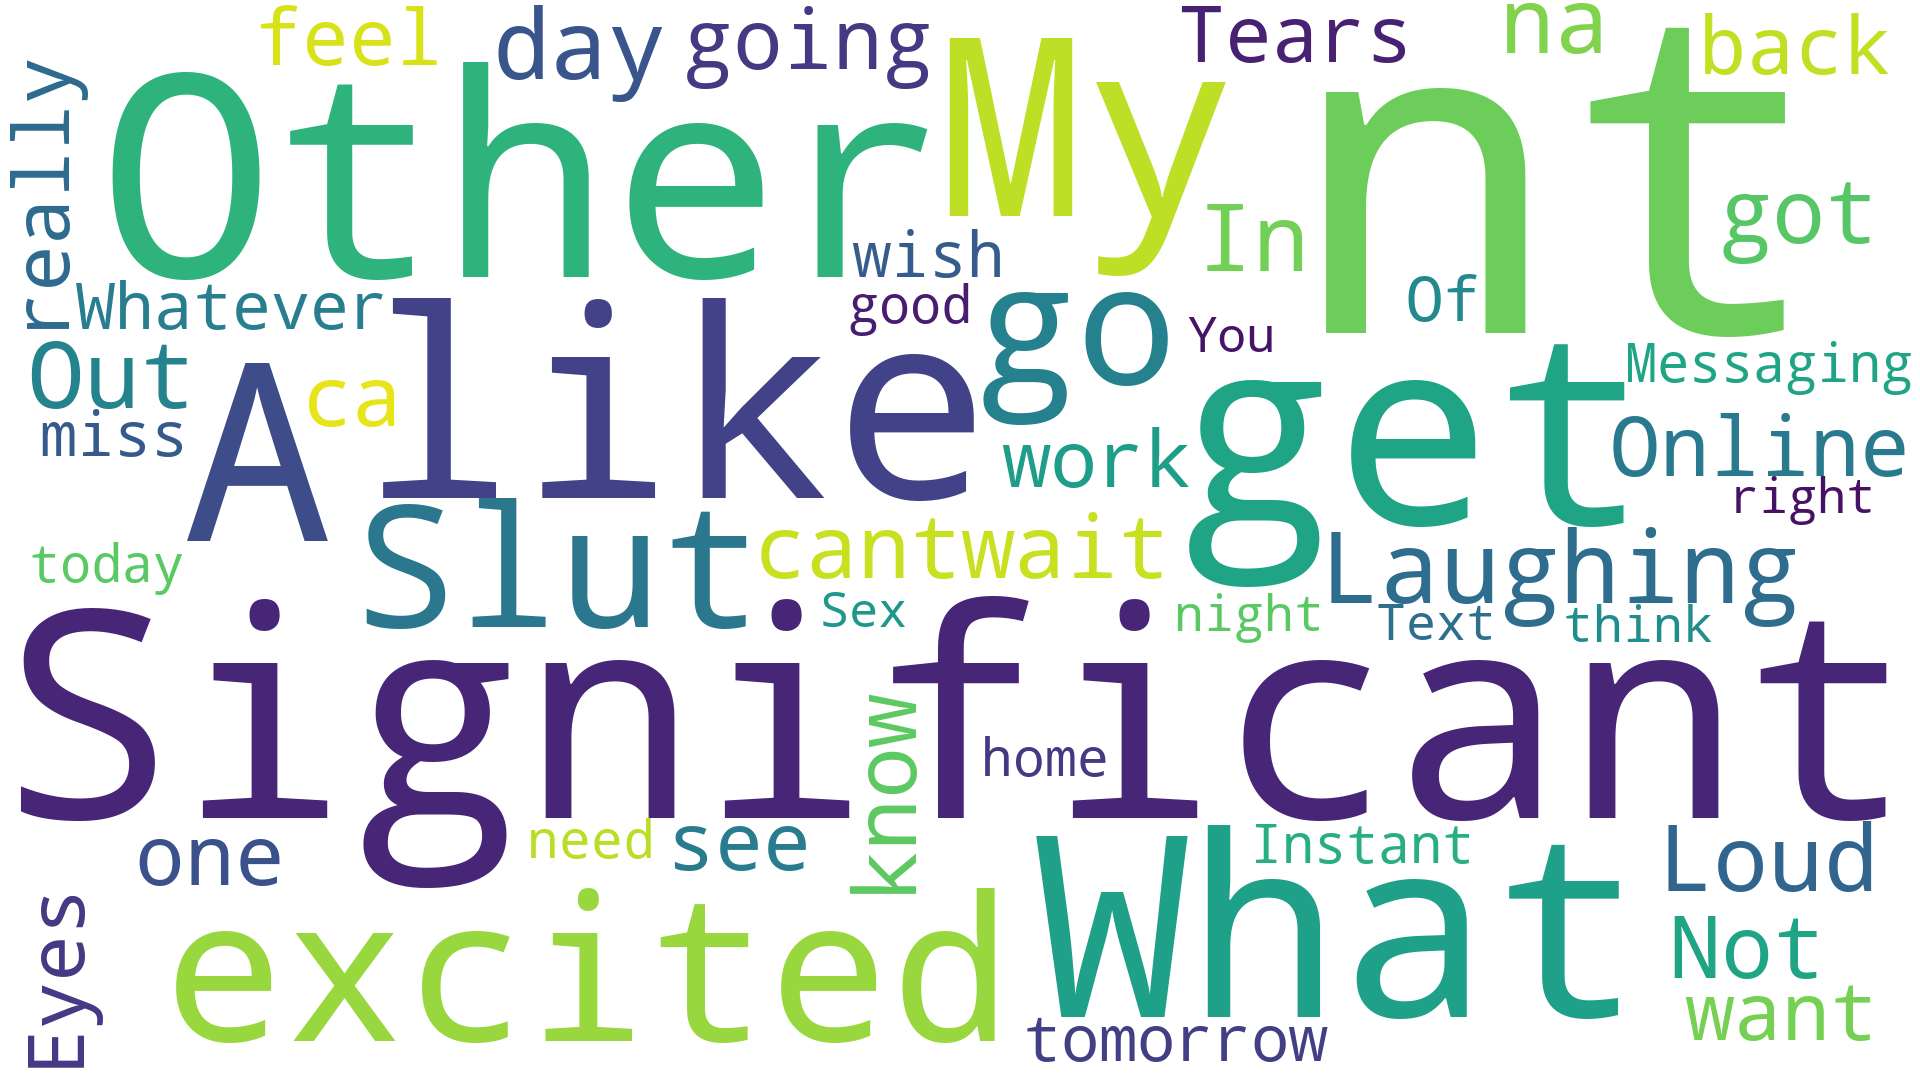 feel
day
going
Tears
na
back
really
Other
My
nt
got
In
wish
Whatever
good
Of
You
like
go
Out
A
ca
get
Messaging
miss
work
Online
right
Slut
cantwait
Laughing
today
Sex
night
Text
think
Significant
know
home
one
need
see
What
Instant
Loud
Eyes
excited
Not
want
tomorrow